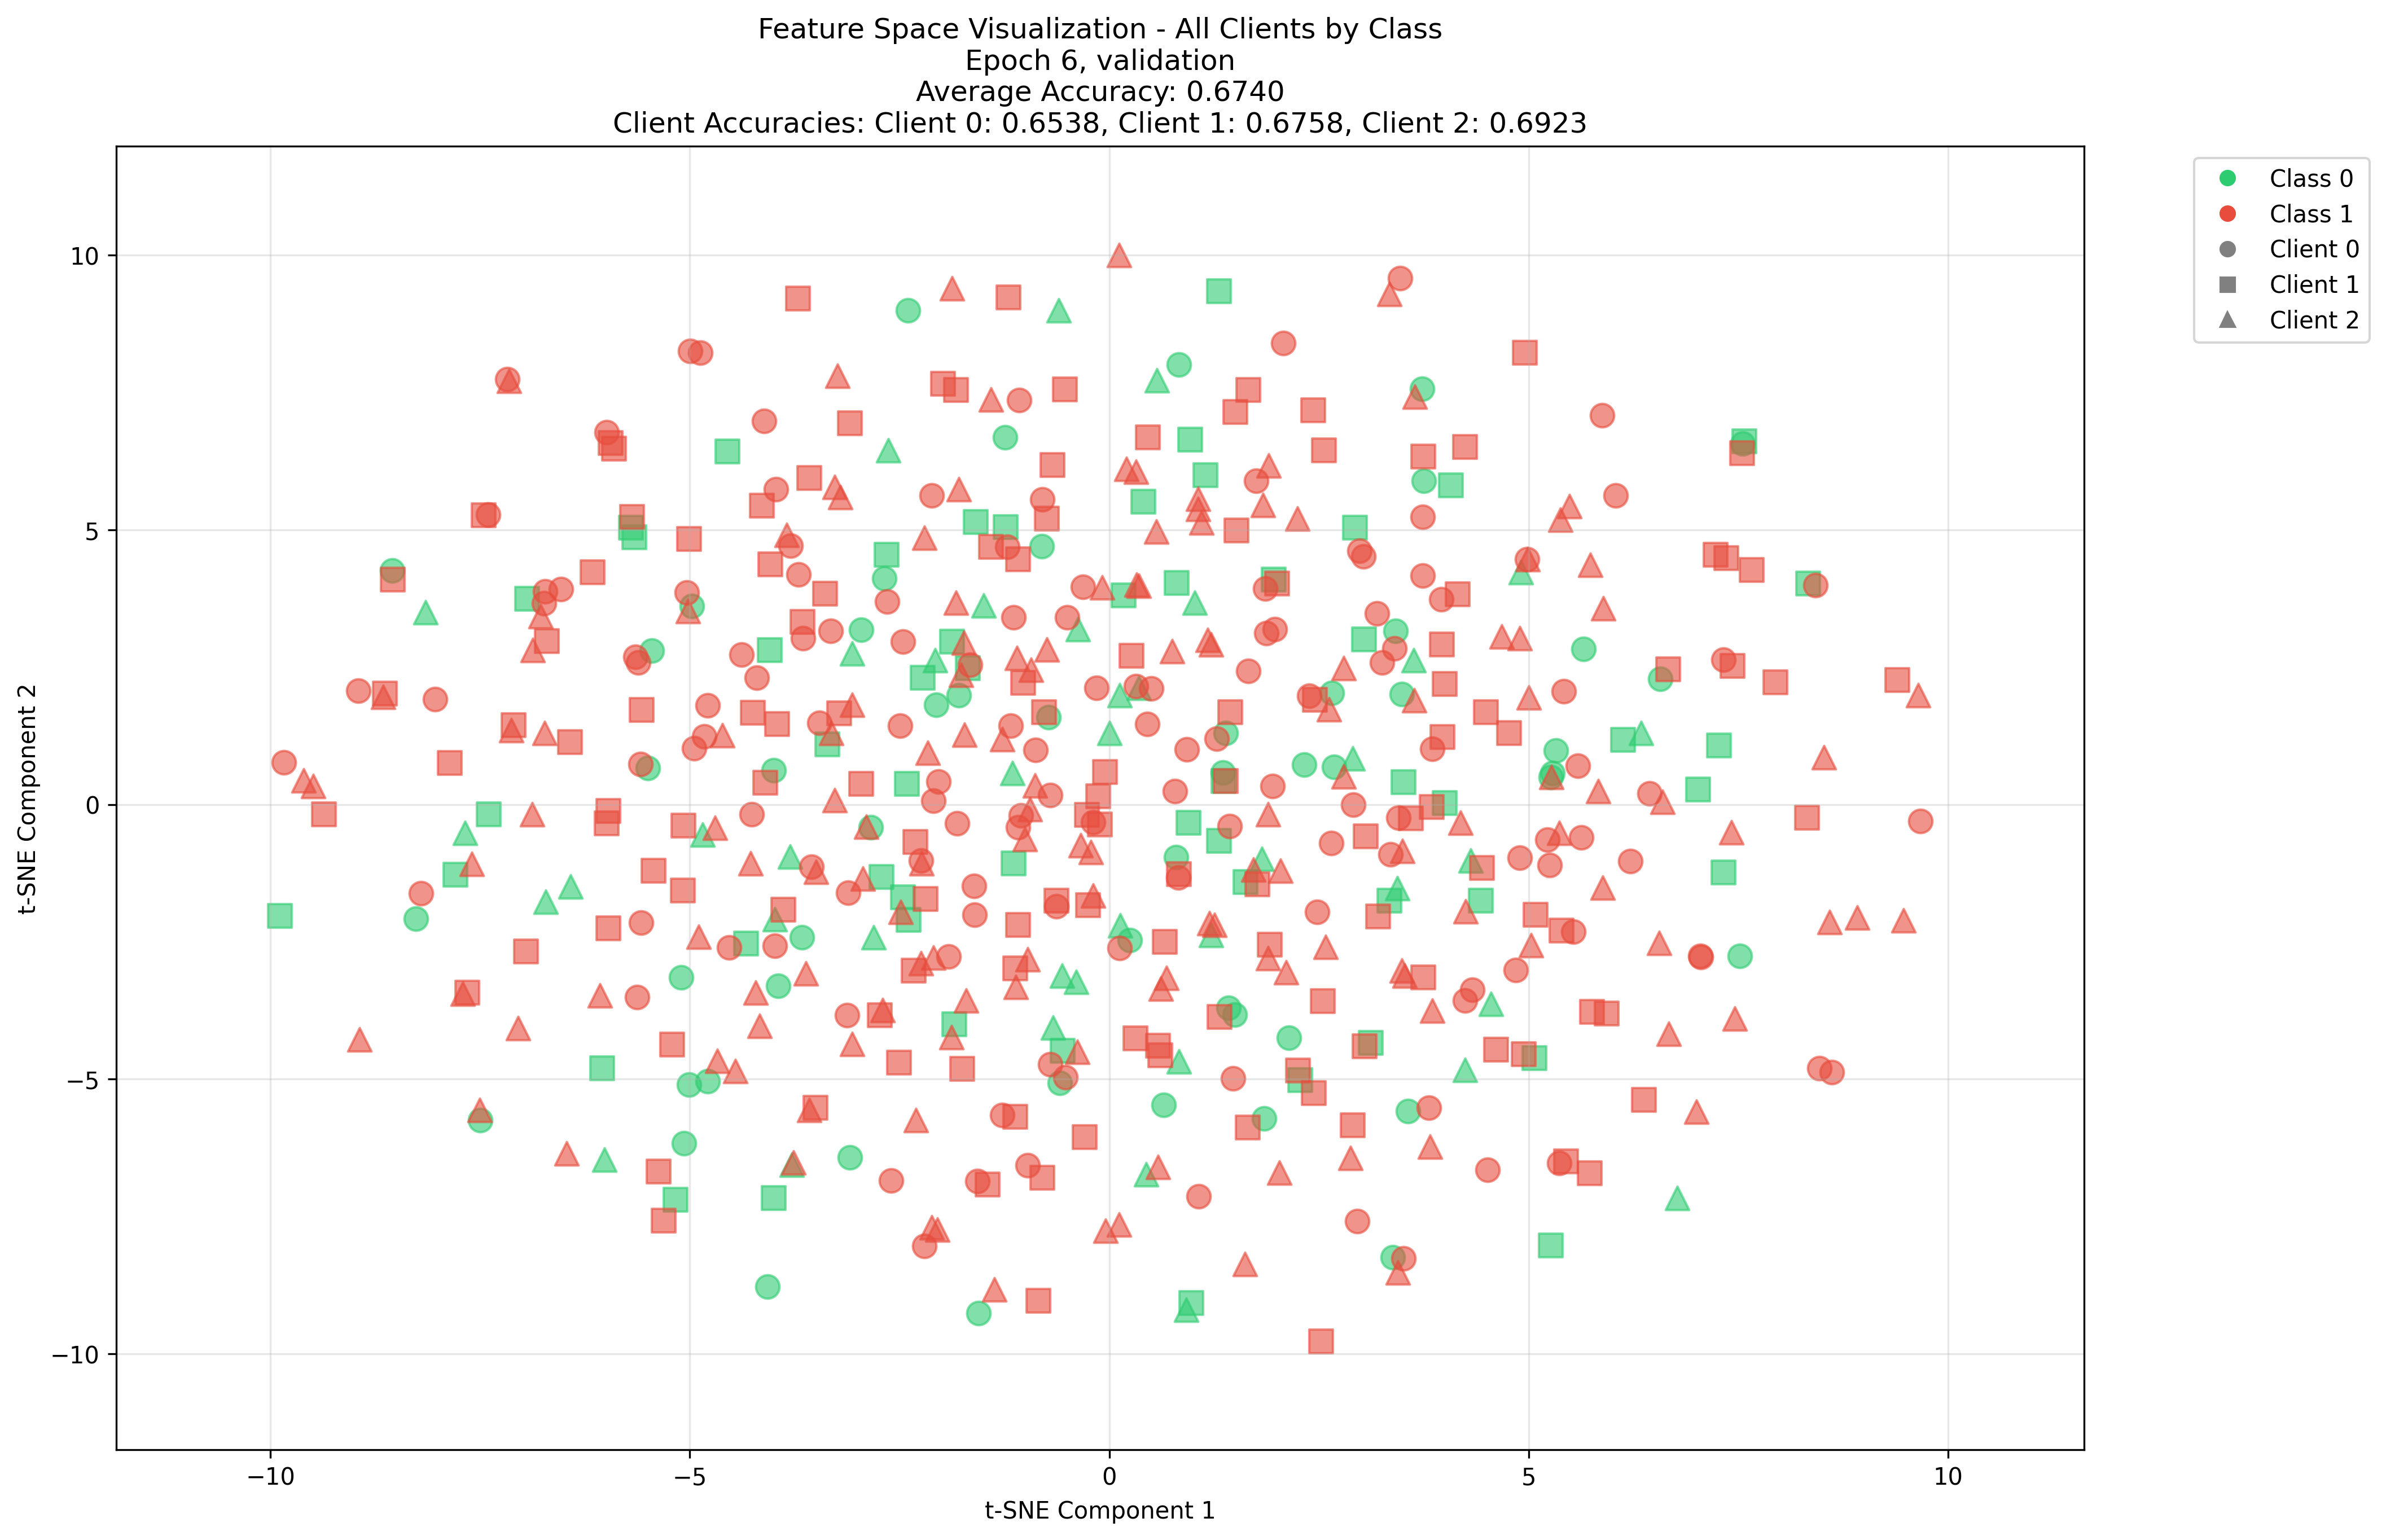 Feature Space Visualization - All Clients by Class
Epoch 6, validation
Average Accuracy: 0.6740
Client Accuracies: Client 0: 0.6538, Client 1: 0.6758, Client 2: 0.6923
Class 0
Class 1
Client 0
Client 1
Client 2
10
5
0
−5
−10
t-SNE Component 2
−10
−5
0
5
10
t-SNE Component 1